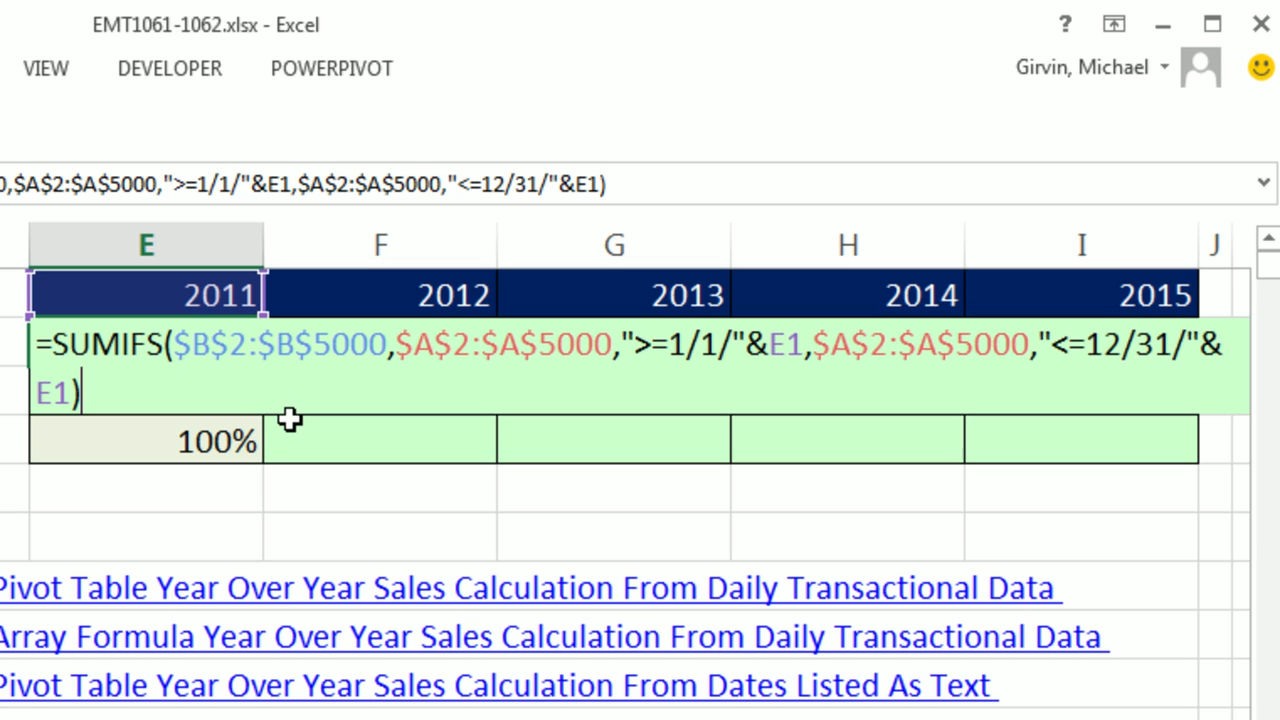 EMT1061-1062.xlsx - Excel
?
VIEW DEVELOPER POWERPIVOT Girvin, Michael
0,$A$2:$A$5000,">=1/1/"&E1,$A$2:$A$5000,"<=12/31/"&E1)
E F G H I J
2011 2012 2013 2014 2015
=SUMIFS($B$2:$B$5000,$A$2:$A$5000,">=1/1/"&E1,$A$2:$A$5000,"<=12/31/"&
E1)
100%
Pivot Table Year Over Year Sales Calculation From Daily Transactional Data
Array Formula Year Over Year Sales Calculation From Daily Transactional Data
Pivot Table Year Over Year Sales Calculation From Dates Listed As Text